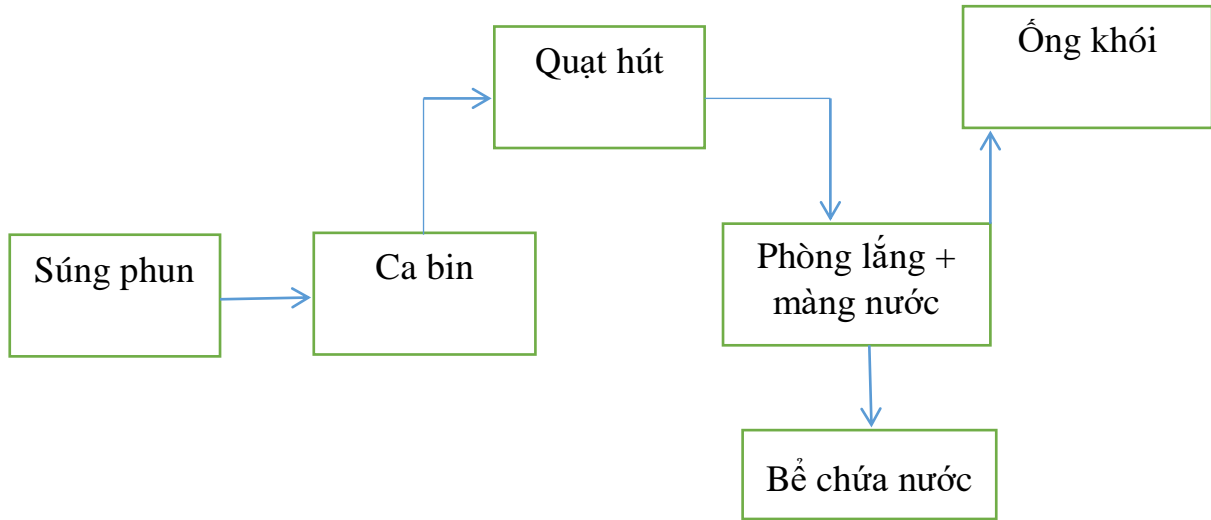 Ống khói
Quạt hút
Súng phun
Ca bin
Phòng lắng +
màng nước
Bể chứa nước